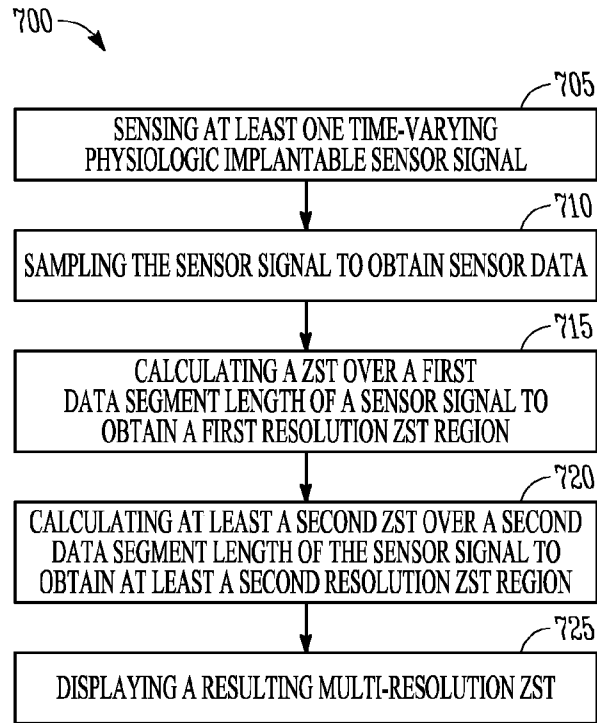 700
705
SENSING AT LEAST ONE TIME-VARYING
PHYSIOLOGIC IMPLANTABLE SENSOR SIGNAL
710
SAMPLING THE SENSOR SIGNAL TO OBTAIN SENSOR DATA
715
CALCULATING A ZST OVER A FIRST
DATA SEGMENT LENGTH OF A SENSOR SIGNAL TO
OBTAIN A FIRST RESOLUTION ZST REGION
720
CALCULATING AT LEAST A SECOND ZST OVER A SECOND
DATA SEGMENT LENGTH OF THE SENSOR SIGNAL TO
OBTAIN AT LEAST A SECOND RESOLUTION ZST REGION
725
DISPLAYING A RESULTING MULTI-RESOLUTION ZST